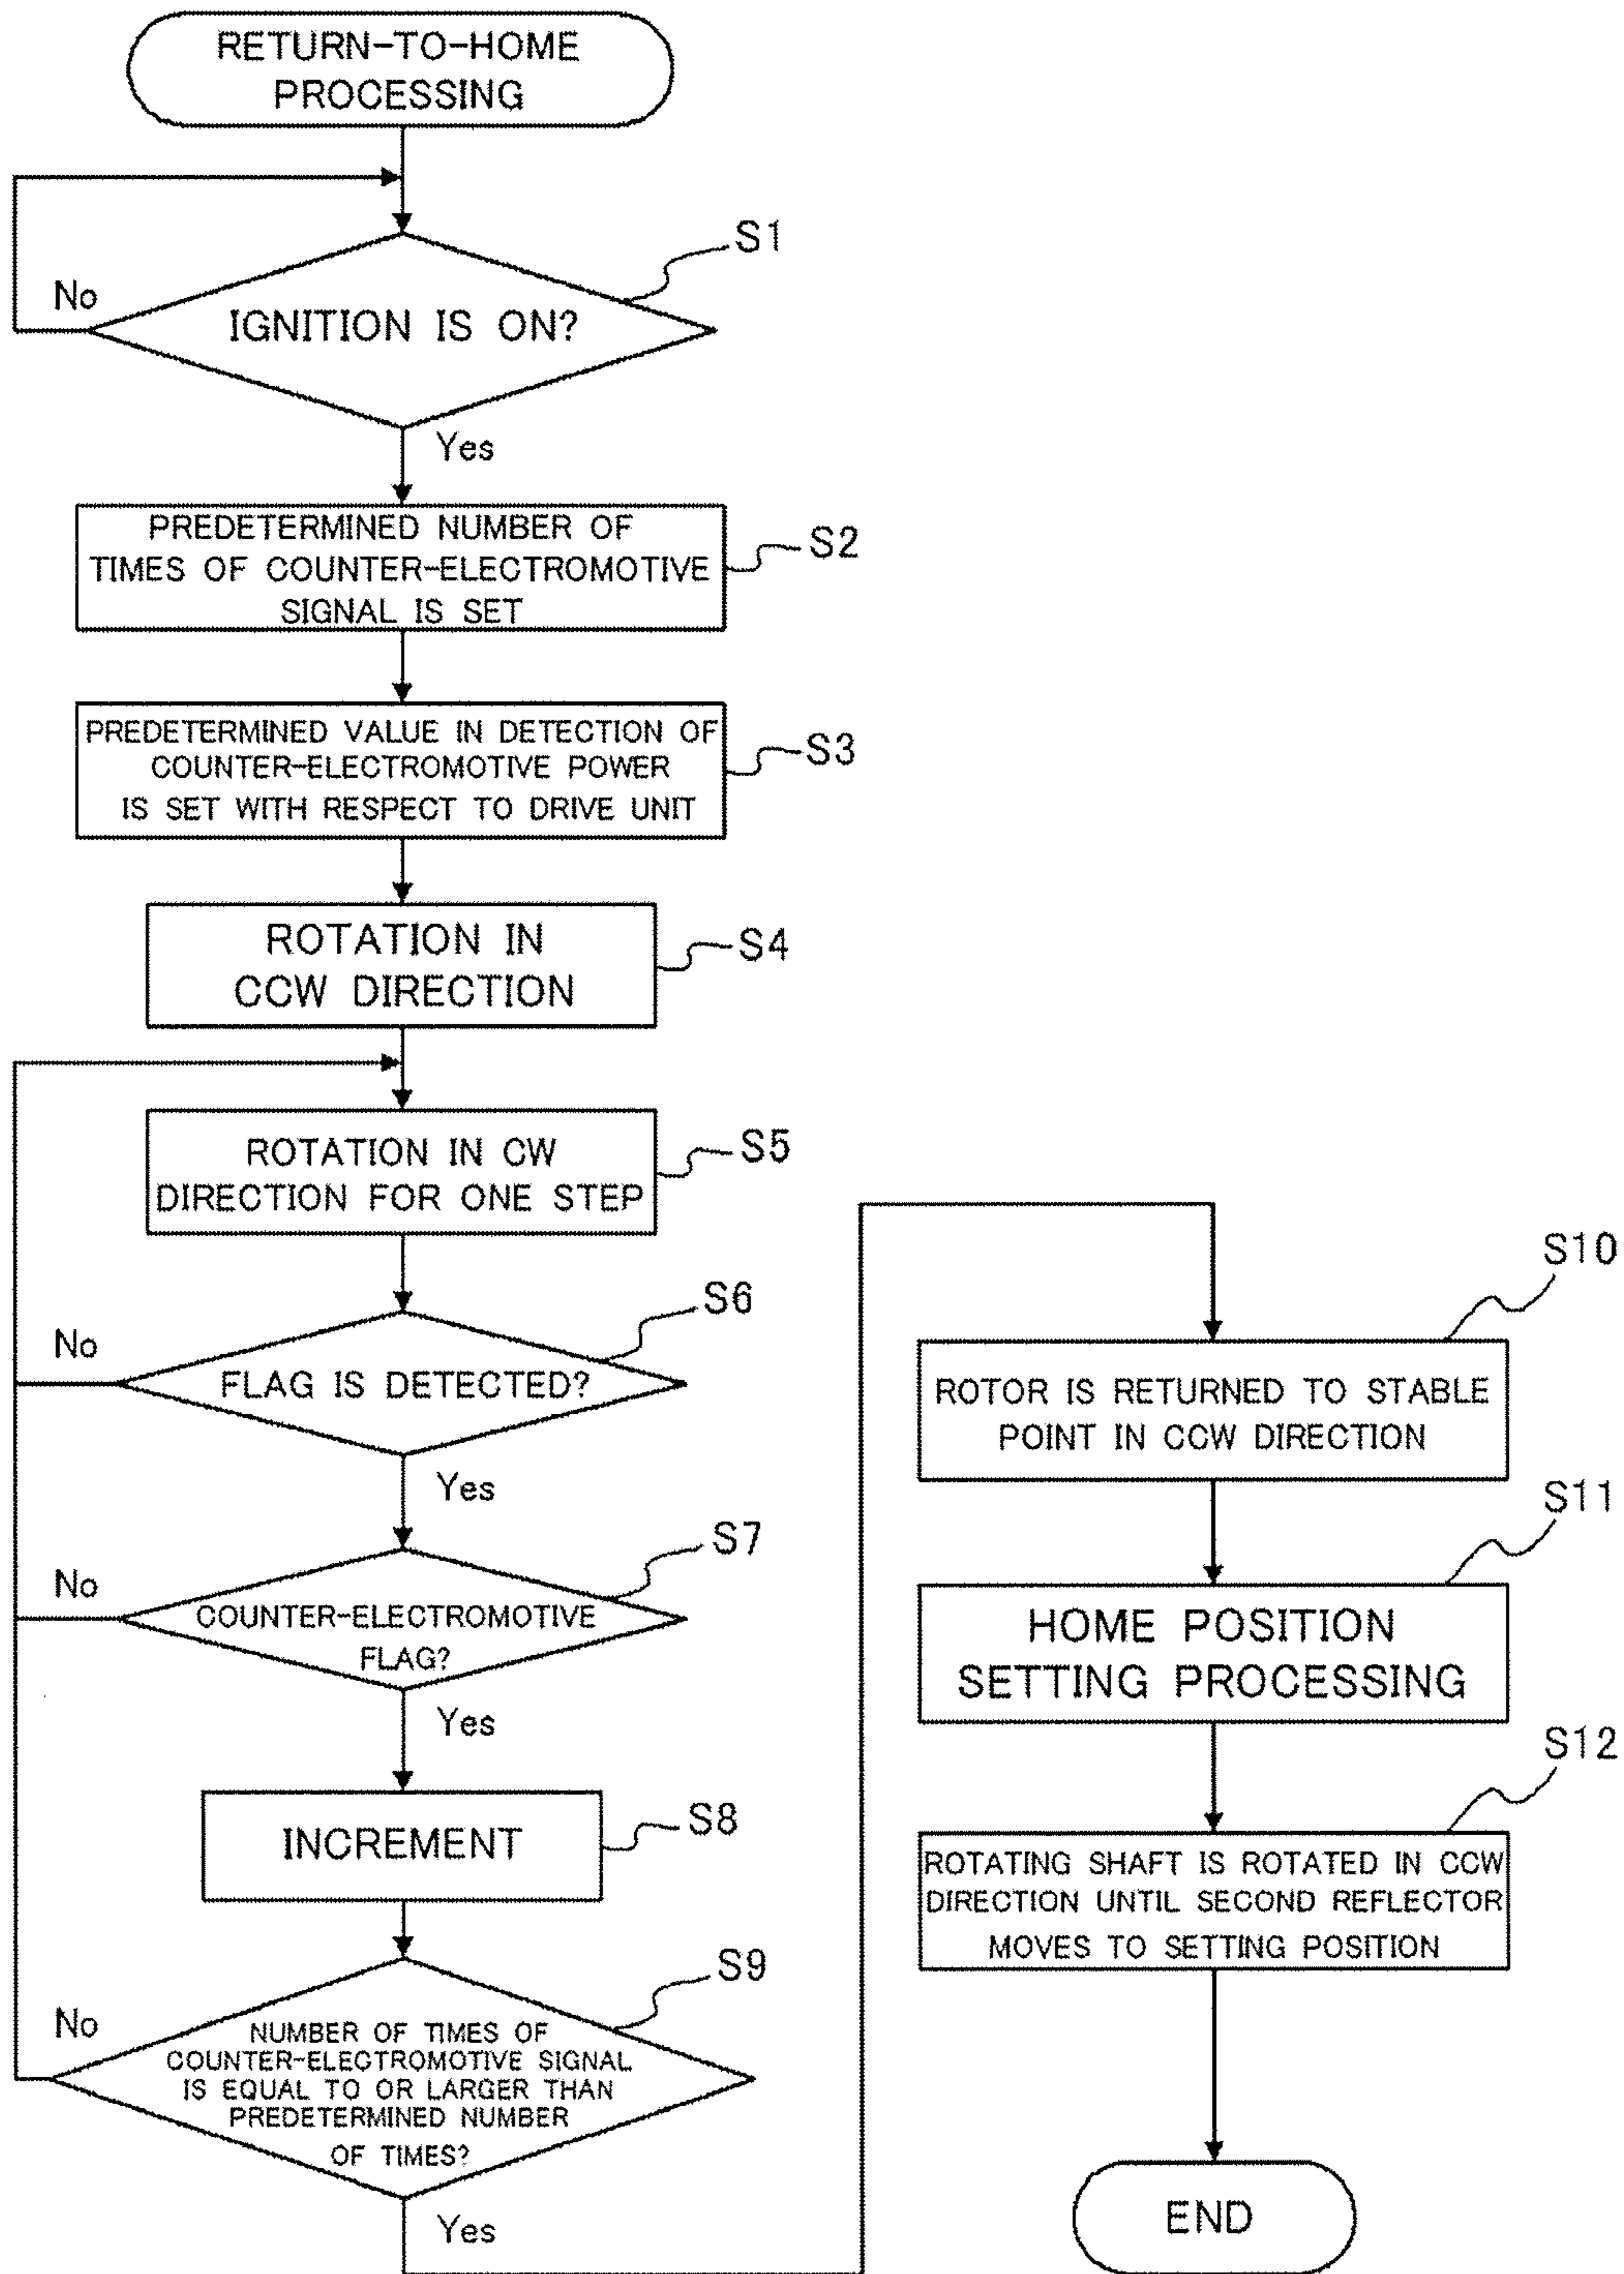 RETURN-TO-HOME
PROCESSING
S1
No
IGNITION IS ON?
Yes
PREDETERMINED NUMBER OF
TIMES OF COUNTER-ELECTROMOTIVE
SIGNAL IS SET
S2
PREDETERMINED VALUE IN DETECTION OF
COUNTER-ELECTROMOTIVE POWER
IS SET WITH RESPECT TO DRIVE UNIT
S3
ROTATION IN
CCW DIRECTION
S4
ROTATION IN CW
DIRECTION FOR ONE STEP
S5
S6
No
FLAG IS DETECTED?
Yes
S7
No
COUNTER-ELECTROMOTIVE
FLAG?
Yes
INCREMENT
S8
S9
No
NUMBER OF TIMES OF
COUNTER-ELECTROMOTIVE SIGNAL
IS EQUAL TO OR LARGER THAN
PREDETERMINED NUMBER
OF TIMES?
Yes
S10
ROTOR IS RETURNED TO STABLE
POINT IN CCW DIRECTION
S11
HOME POSITION
SETTING PROCESSING
S12
ROTATING SHAFT IS ROTATED IN CCW
DIRECTION UNTIL SECOND REFLECTOR
MOVES TO SETTING POSITION
END